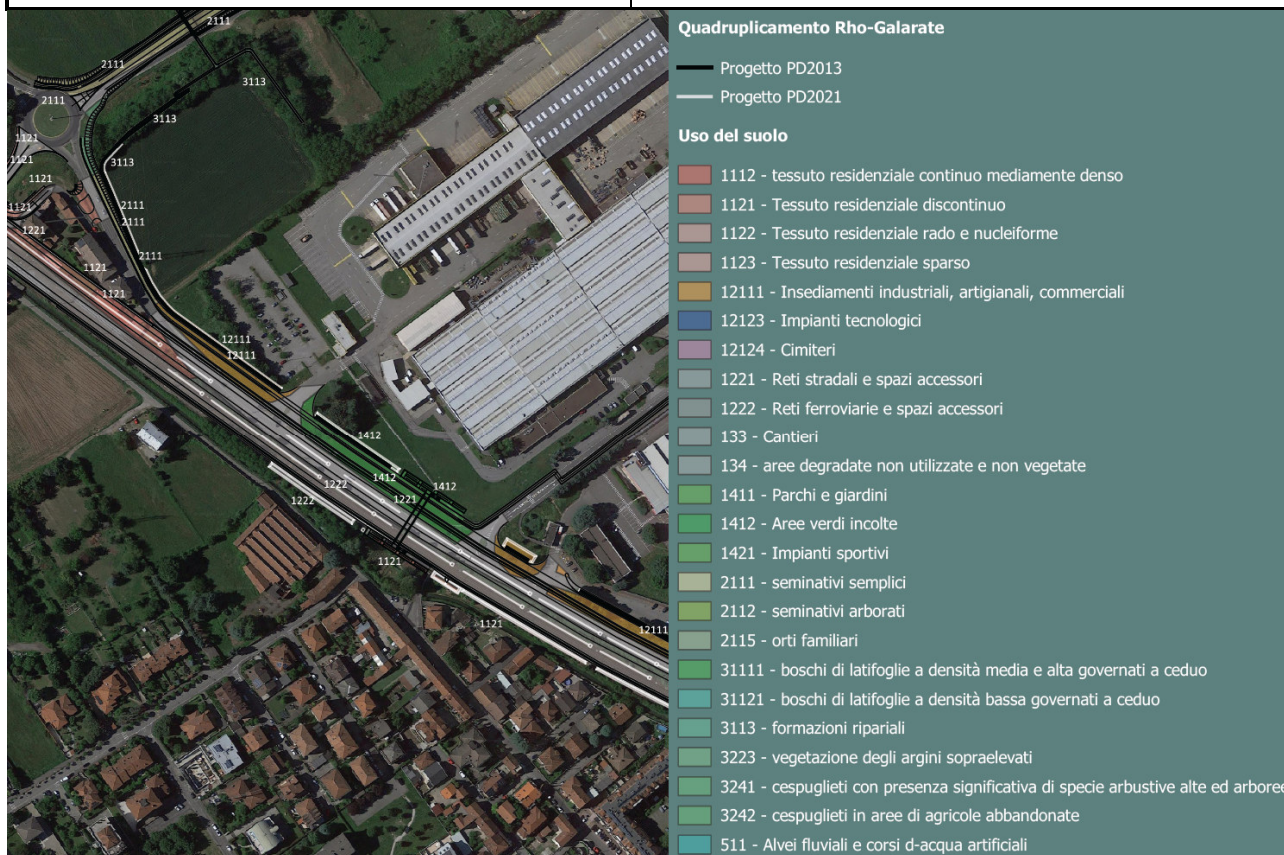 Quadruplicamento Rho-Galarate
Progetto PD2013
Progetto PD2021
Uso del suolo
1112 - tessuto residenziale continuo mediamente denso
1121 - Tessuto residenziale discontinuo
1122 - Tessuto residenziale rado e nucleiforme
1123 - Tessuto residenziale sparso
12111 - Insediamenti industriali, artigianali, commerciali
12123 - Impianti tecnologici
12124 - Cimiteri
1221 - Reti stradali e spazi accessori
1222 - Reti ferroviarie e spazi accessori
133 - Cantieri
134 - aree degradate non utilizzate e non vegetate
1411 - Parchi e giardini
1412 - Aree verdi incolte
1421 - Impianti sportivi
2111 - seminativi semplici
2112 - seminativi arborati
2115 - orti familiari
31111 - boschi di latifoglie a densità media e alta governati a ceduo
31121 - boschi di latifoglie a densità bassa governati a ceduo
3113 - formazioni ripariali
3223 - vegetazione degli argini sopraelevati
3241 - cespuglieti con presenza significativa di specie arbustive alte ed arboree
3242 - cespuglieti in aree di agricole abbandonate
511 - Alvei fluviali e corsi d-acqua artificiali
2111
2111
3113
2111
3113
1121
1121
3113
1121
1121
2111
2111
1221
2111
1121
1121
12111
12111
1412
1412
1222
1412
1221
1222
1121
1121
12111